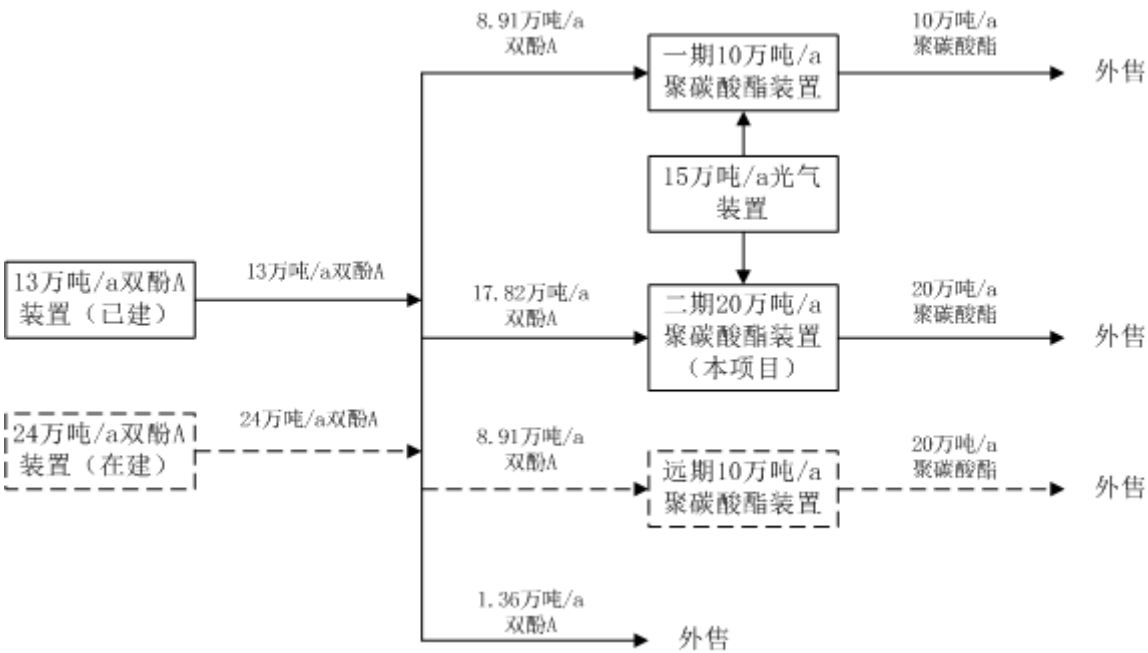 8.91万吨/a
双酚A
一期10万吨/a
聚碳酸酯装置
10万吨/a
聚碳酸酯
外售
15万吨/a光气
装置
13万吨/a双酚A
装置（已建）
13万吨/a双酚A
17.82万吨/a
双酚A
二期20万吨/a
聚碳酸酯装置
（本项目）
20万吨/a
聚碳酸酯
外售
24万吨/a双酚A
装置（在建）
24万吨/a双酚A
8.91万吨/a
双酚A
远期10万吨/a
聚碳酸酯装置
20万吨/a
聚碳酸酯
外售
1.36万吨/a
双酚A
外售